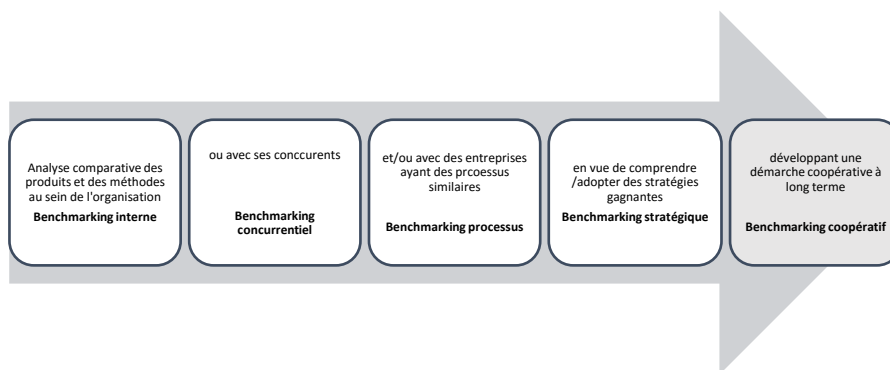 Analyse comparative des
produits et des méthodes
au sein de l'organisation
Benchmarking interne
ou avec ses conccurents
Benchmarking
concurrentiel
et/ou avec des entreprises
ayant des prcoessus
similaires
Benchmarking processus
en vue de comprendre
/adopter des stratégies
gagnantes
Benchmarking stratégique
développant une
démarche coopérative à
long terme
Benchmarking coopératif